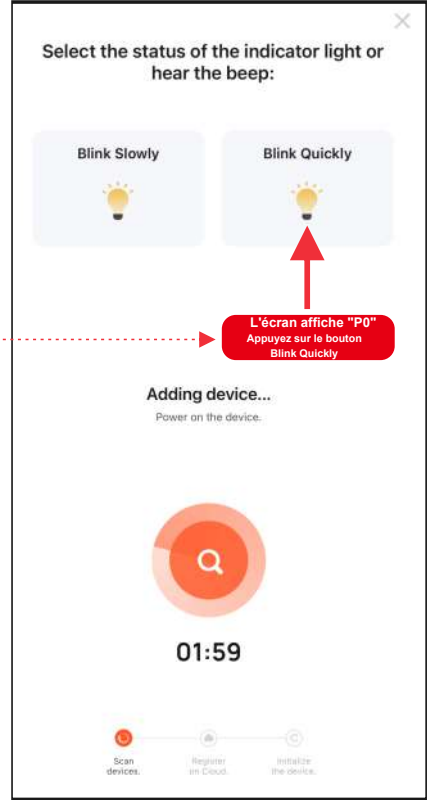 Select the status of the indicator light or
hear the beep:
Blink Slowly
Blink Quickly
L'écran affiche "P0"
Appuyez sur le bouton
Blink Quickly
Adding device...
Power on the device.
01:59
Scan
devices.
Register
on Cloud.
Initialize
the device.